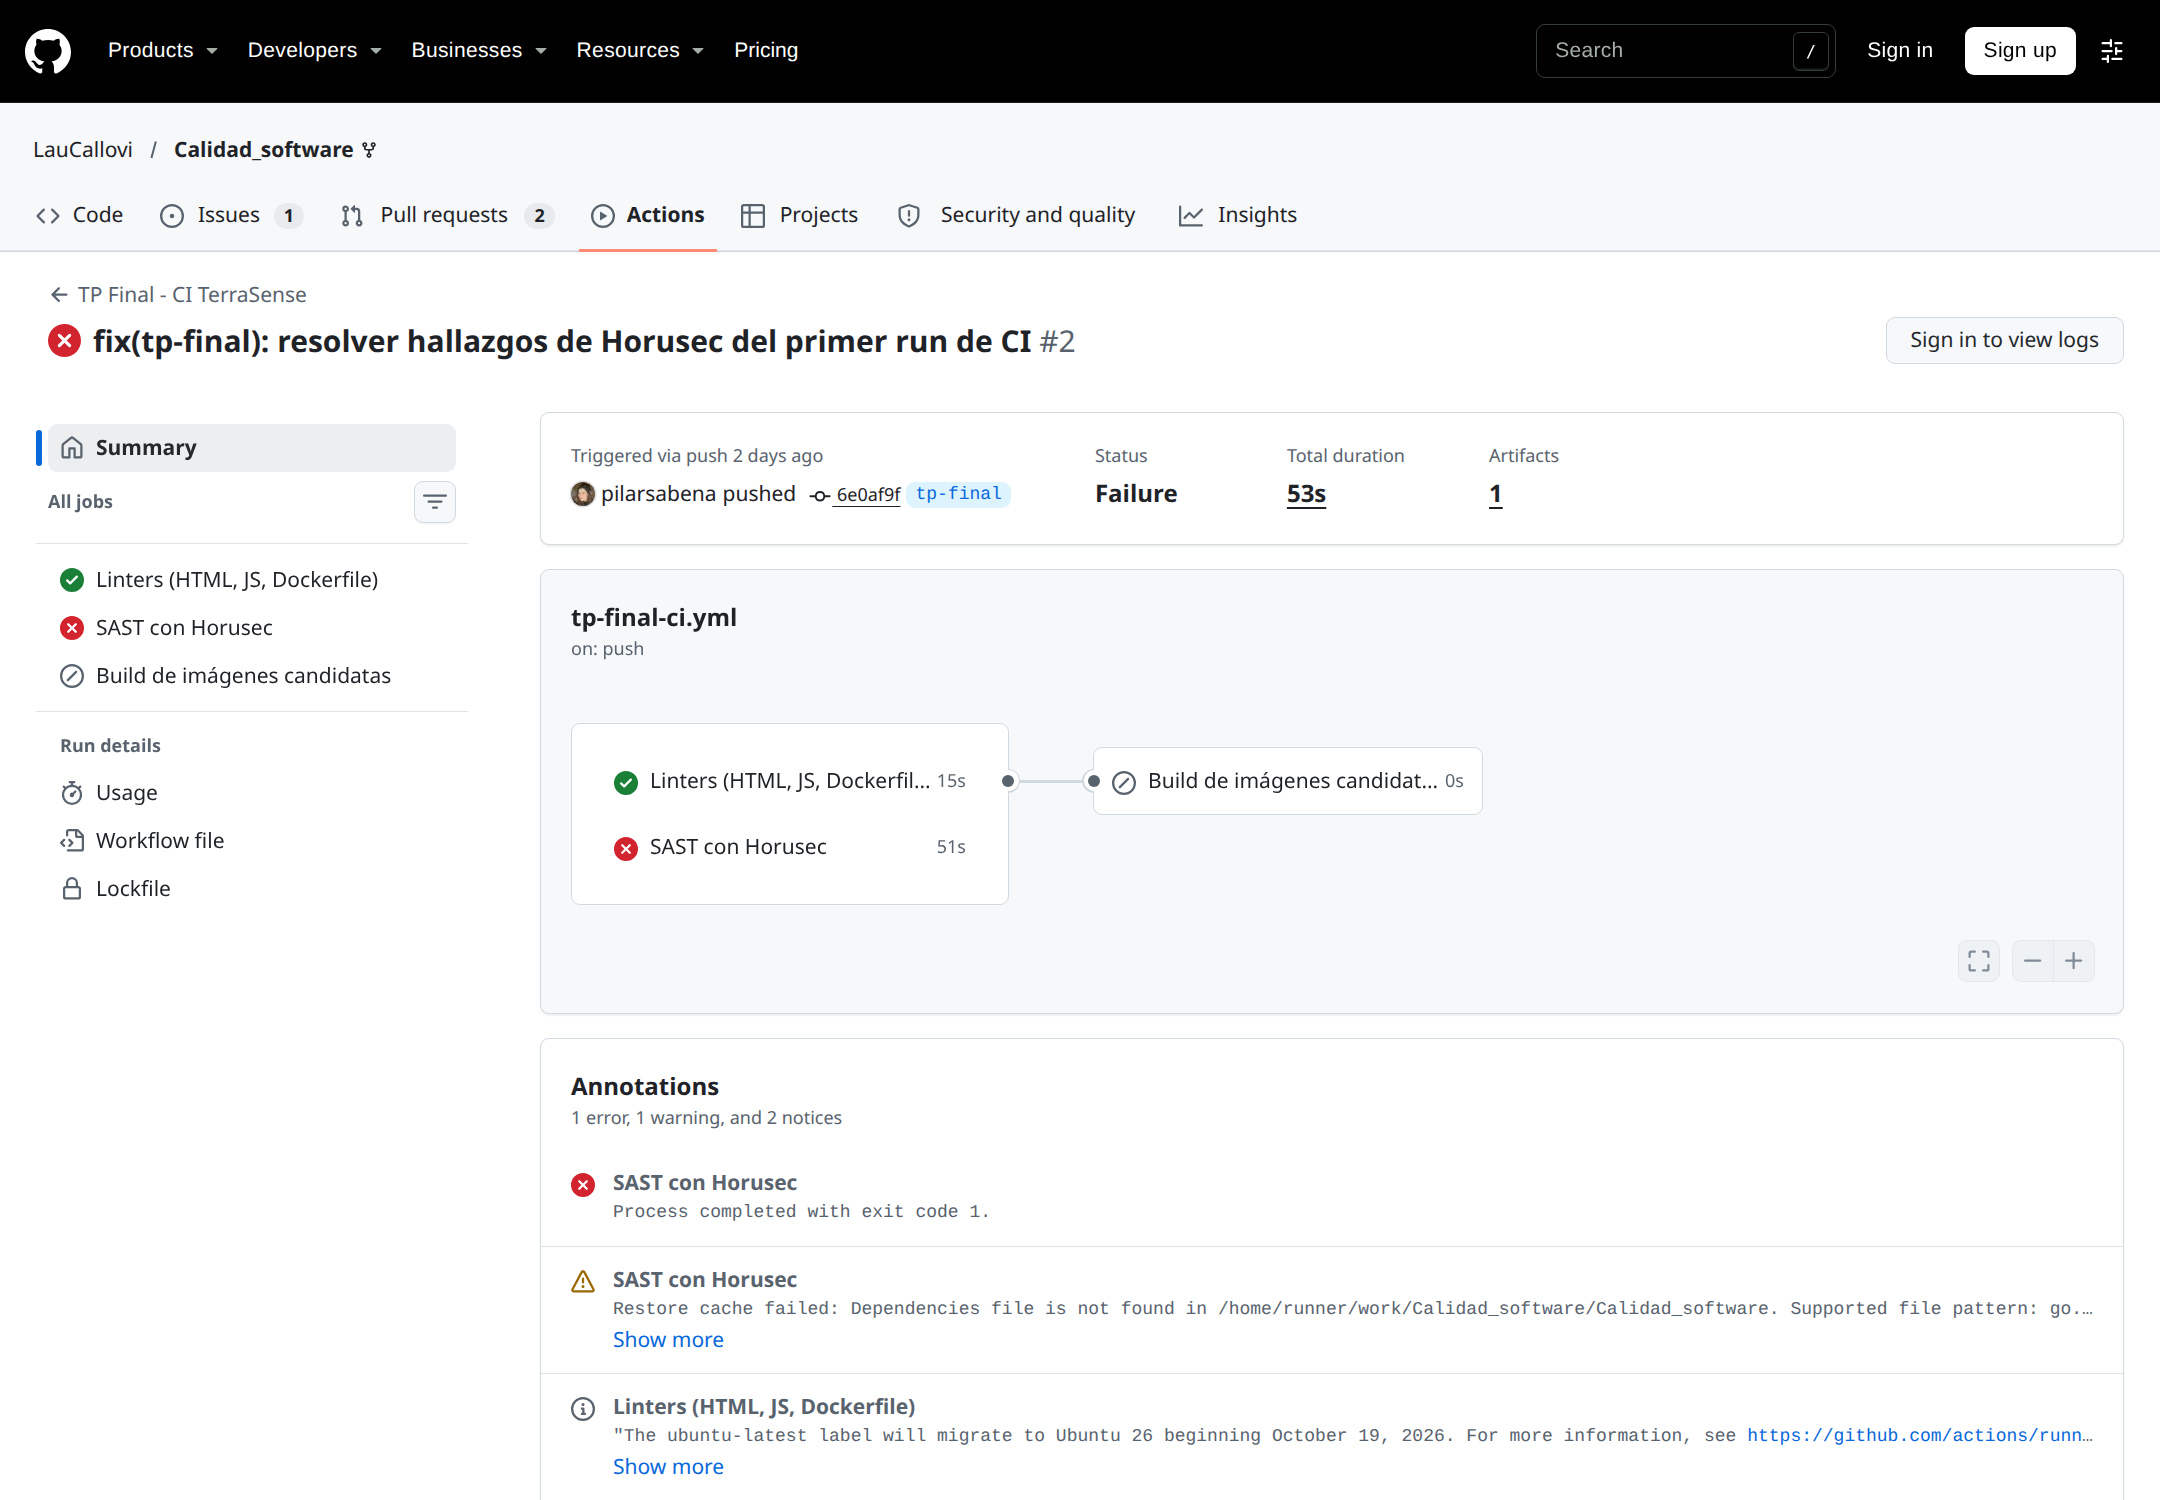 Products
Developers
Businesses
Resources
Pricing
Search
/
Sign in
Sign up
LauCallovi / Calidad_software
Code
Issues 1
Pull requests 2
Actions
Projects
Security and quality
Insights
TP Final - CI TerraSense
fix(tp-final): resolver hallazgos de Horusec del primer run de CI #2
Sign in to view logs
Summary
All jobs
Linters (HTML, JS, Dockerfile)
SAST con Horusec
Build de imágenes candidatas
Run details
Usage
Workflow file
Lockfile
Triggered via push 2 days ago
pilarsabena pushed 6e0af9f tp-final
Status
Failure
Total duration
53s
Artifacts
1
tp-final-ci.yml
on: push
Linters (HTML, JS, Dockerfil... 15s
SAST con Horusec 51s
Build de imágenes candidat... 0s
Annotations
1 error, 1 warning, and 2 notices
SAST con Horusec
Process completed with exit code 1.
SAST con Horusec
Restore cache failed: Dependencies file is not found in /home/runner/work/Calidad_software/Calidad_software. Supported file pattern: go.…
Show more
Linters (HTML, JS, Dockerfile)
"The ubuntu-latest label will migrate to Ubuntu 26 beginning October 19, 2026. For more information, see https://github.com/actions/runn…
Show more